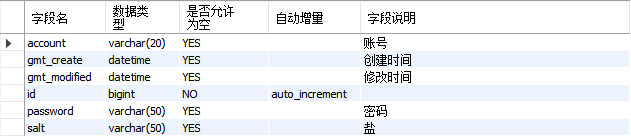 字段名 数据类型 是否允许为空 自动增量 字段说明
account varchar(20) YES 账号
gmt_create datetime YES 创建时间
gmt_modified datetime YES 修改时间
id bigint NO auto_increment
password varchar(50) YES 密码
salt varchar(50) YES 盐